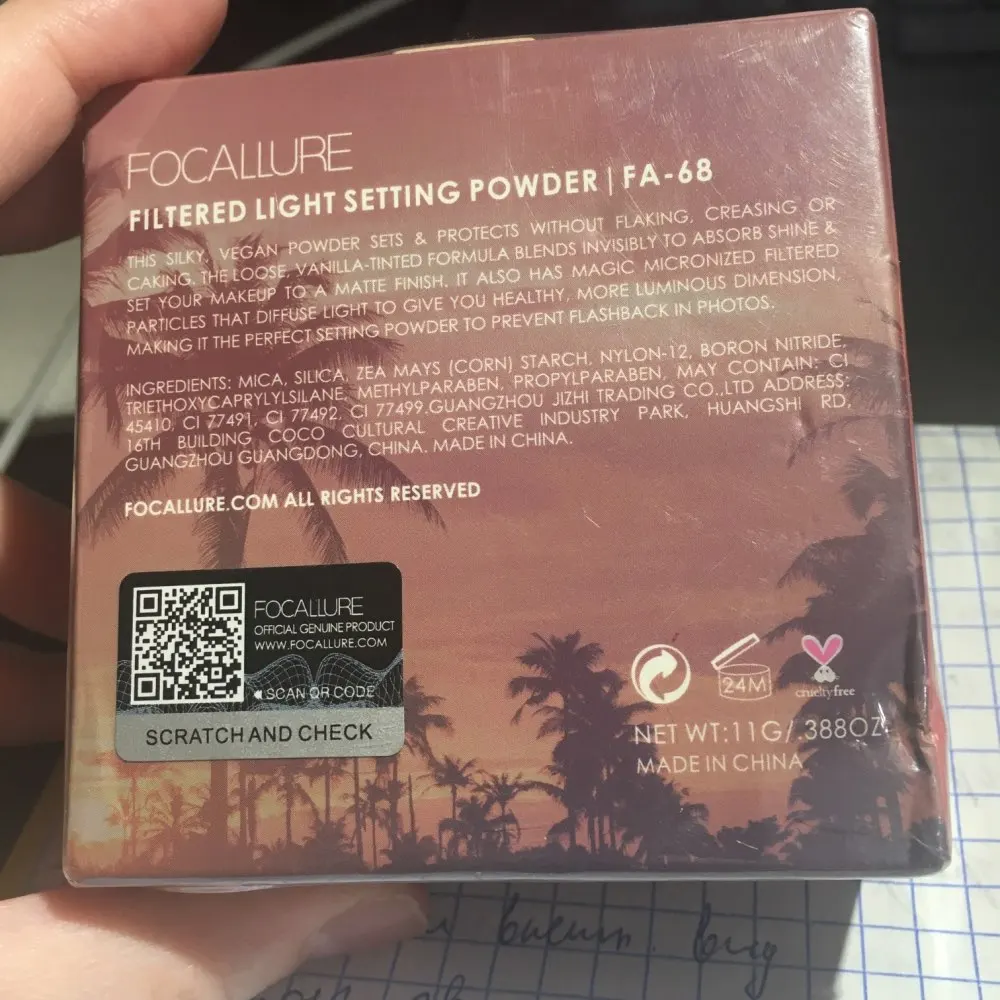 FOCALLURE
FILTERED LIGHT SETTING POWDER | FA-68
THIS SILKY, VEGAN POWDER SETS & PROTECTS WITHOUT FLAKING, CREASING OR
CAKING. THE LOOSE, VANILLA-TINTED FORMULA BLENDS INVISIBLY TO ABSORB SHINE &
SET YOUR MAKEUP TO A MATTE FINISH. IT ALSO HAS MAGIC MICRONIZED FILTERED
PARTICLES THAT DIFFUSE LIGHT TO GIVE YOU HEALTHY, MORE LUMINOUS DIMENSION,
MAKING IT THE PERFECT SETTING POWDER TO PREVENT FLASHBACK IN PHOTOS.
INGREDIENTS: MICA, SILICA, ZEA MAYS (CORN) STARCH, NYLON-12, BORON NITRIDE,
TRIETHOXYCAPRYLYLSILANE, METHYLPARABEN, PROPYLPARABEN, MAY CONTAIN: CI
45410, CI 77491, CI 77492, CI 77499.GUANGZHOU JIZHI TRADING CO.,LTD ADDRESS:
16TH BUILDING COCO CULTURAL CREATIVE INDUSTRY PARK, HUANGSHI RD,
GUANGZHOU GUANGDONG, CHINA. MADE IN CHINA.
FOCALLURE.COM ALL RIGHTS RESERVED
FOCALLURE
OFFICIAL GENUINE PRODUCT
WWW.FOCALLURE.COM
SCAN QR CODE
SCRATCH AND CHECK
24M
crueltyfree
NET WT:11G/.388OZ
MADE IN CHINA